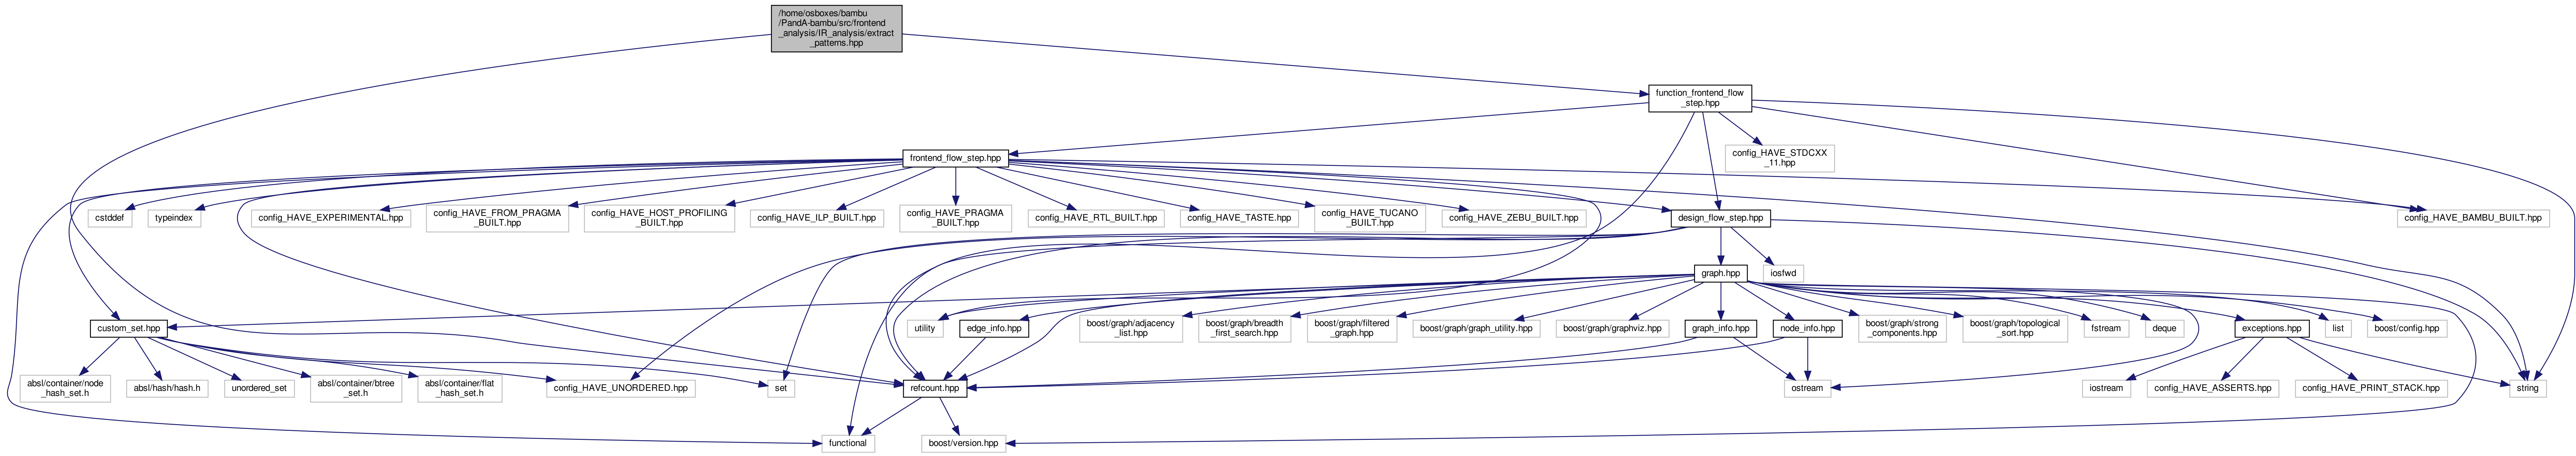 /home/osboxes/bambu
/PandA-bambu/src/frontend
_analysis/IR_analysis/extract
_patterns.hpp
function_frontend_flow
_step.hpp
frontend_flow_step.hpp
config_HAVE_STDCXX
_11.hpp
cstddef
typeindex
config_HAVE_EXPERIMENTAL.hpp
config_HAVE_FROM_PRAGMA
_BUILT.hpp
config_HAVE_HOST_PROFILING
_BUILT.hpp
config_HAVE_ILP_BUILT.hpp
config_HAVE_PRAGMA
_BUILT.hpp
config_HAVE_RTL_BUILT.hpp
config_HAVE_TASTE.hpp
config_HAVE_TUCANO
_BUILT.hpp
config_HAVE_ZEBU_BUILT.hpp
design_flow_step.hpp
config_HAVE_BAMBU_BUILT.hpp
graph.hpp
iosfwd
custom_set.hpp
utility
edge_info.hpp
boost/graph/adjacency
_list.hpp
boost/graph/breadth
_first_search.hpp
boost/graph/filtered
_graph.hpp
boost/graph/graph_utility.hpp
boost/graph/graphviz.hpp
graph_info.hpp
node_info.hpp
boost/graph/strong
_components.hpp
boost/graph/topological
_sort.hpp
fstream
deque
exceptions.hpp
list
boost/config.hpp
absl/container/node
_hash_set.h
absl/hash/hash.h
unordered_set
absl/container/btree
_set.h
absl/container/flat
_hash_set.h
config_HAVE_UNORDERED.hpp
set
refcount.hpp
ostream
iostream
config_HAVE_ASSERTS.hpp
config_HAVE_PRINT_STACK.hpp
string
functional
boost/version.hpp